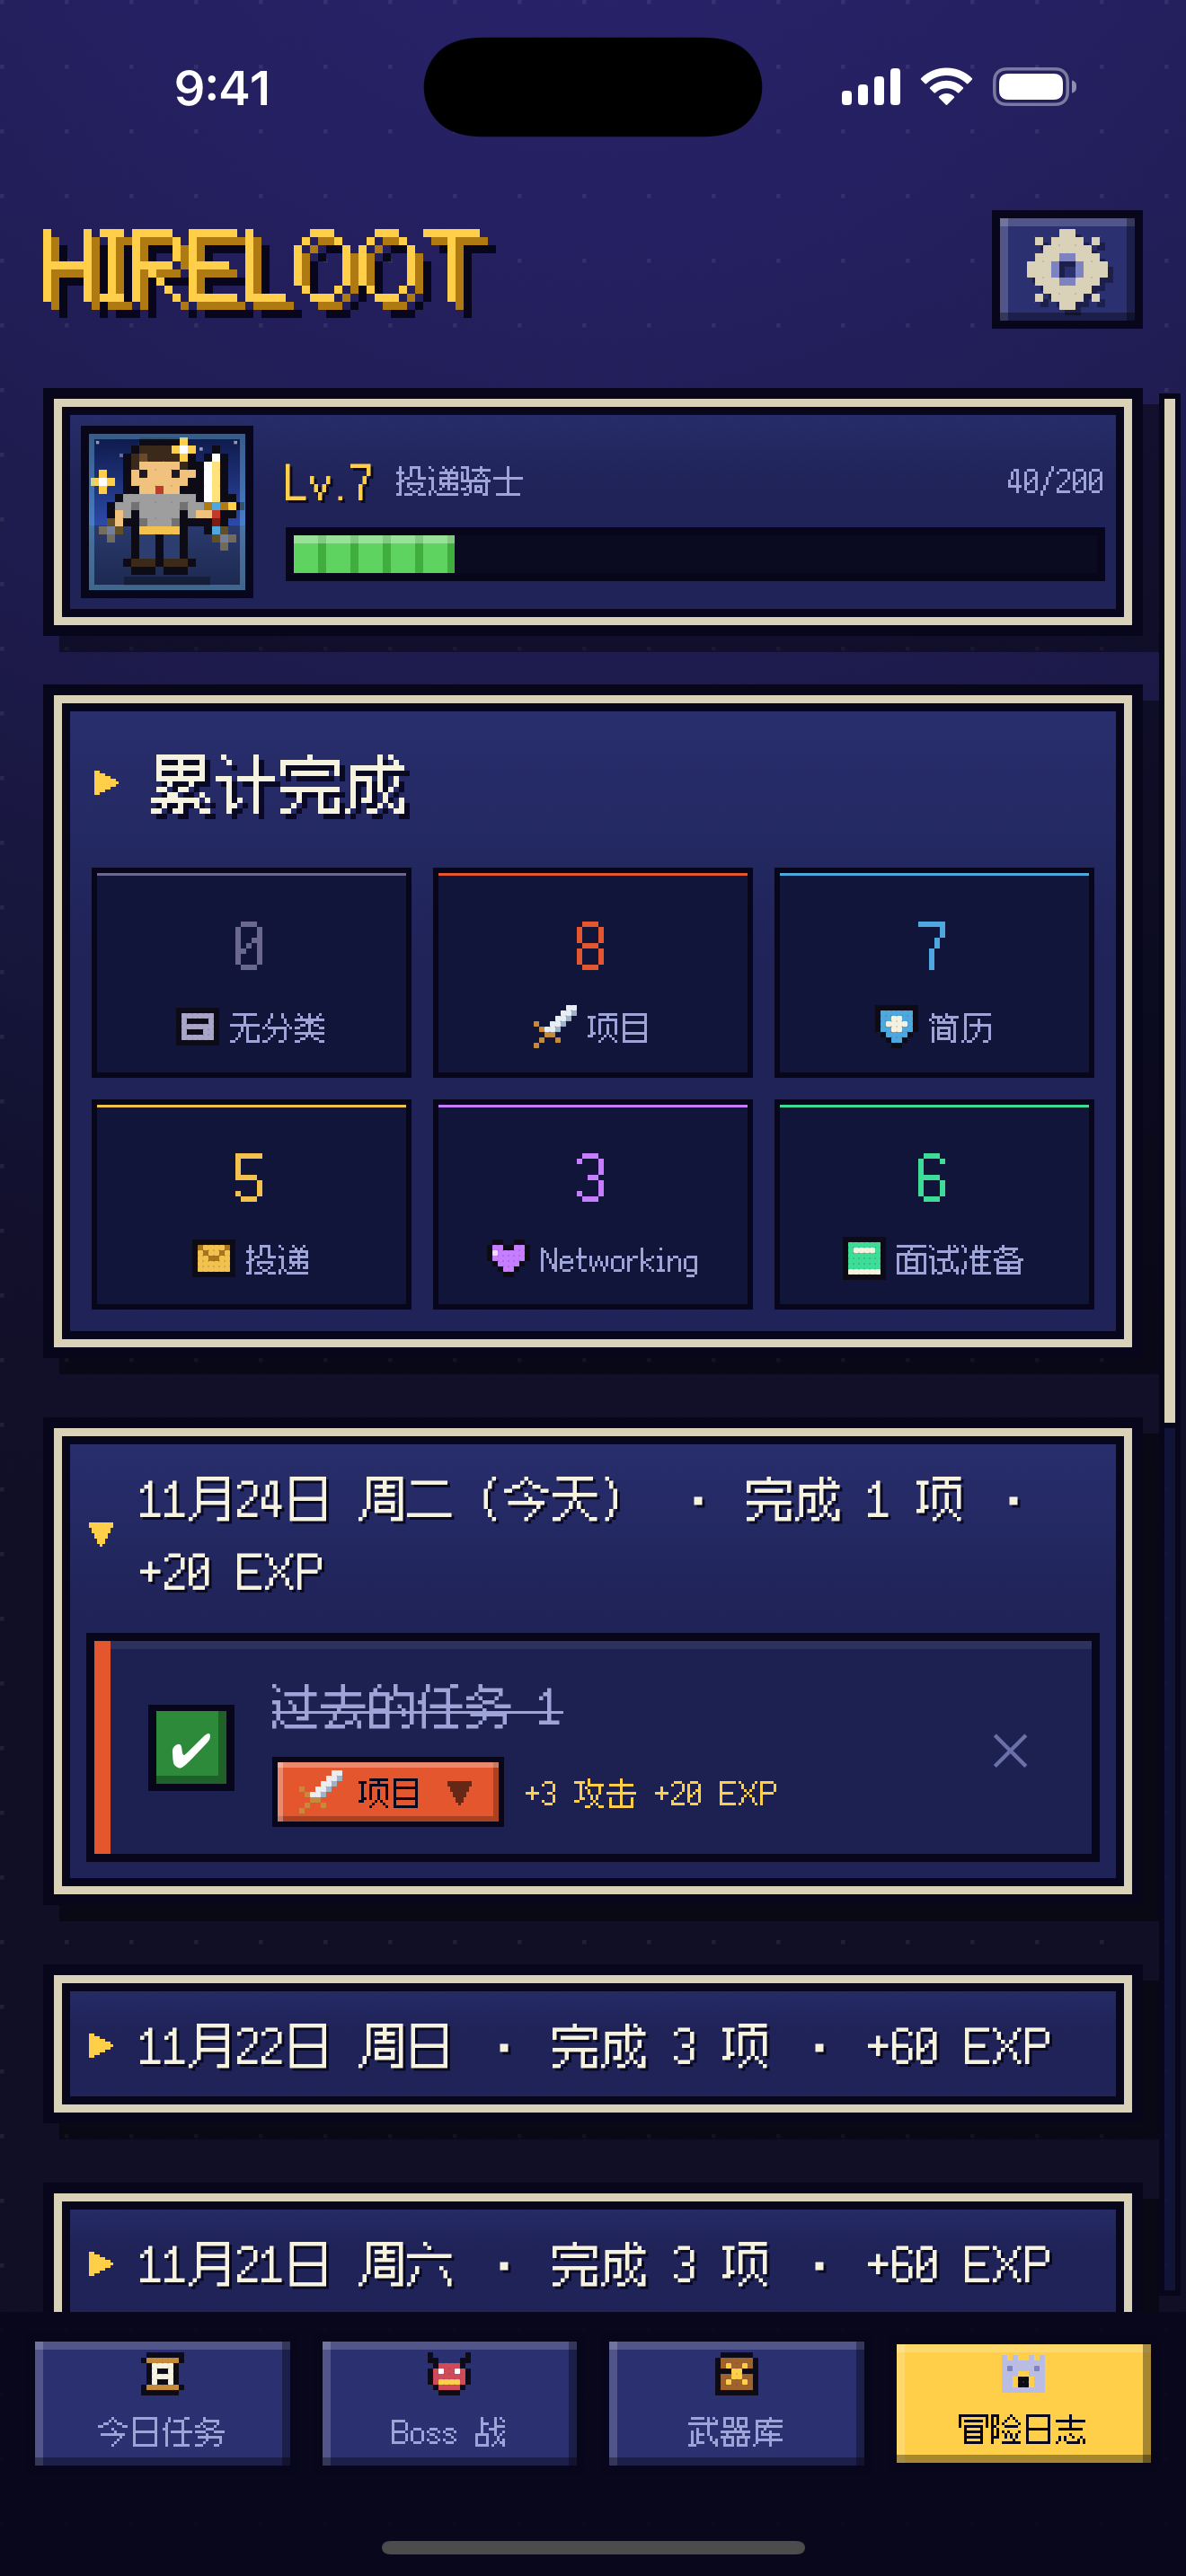 9:41
HIRELOOT
Lv.7 投递骑士 40/200
累计完成
0 8 7
无分类 项目 简历
5 3 6
投递 Networking 面试准备
11月24日 周二 (今天) · 完成 1 项 ·
+20 EXP
过去的任务 1
项目 +3 攻击 +20 EXP
11月22日 周日 · 完成 3 项 · +60 EXP
11月21日 周六 · 完成 3 项 · +60 EXP
今日任务 Boss 战 武器库 冒险日志